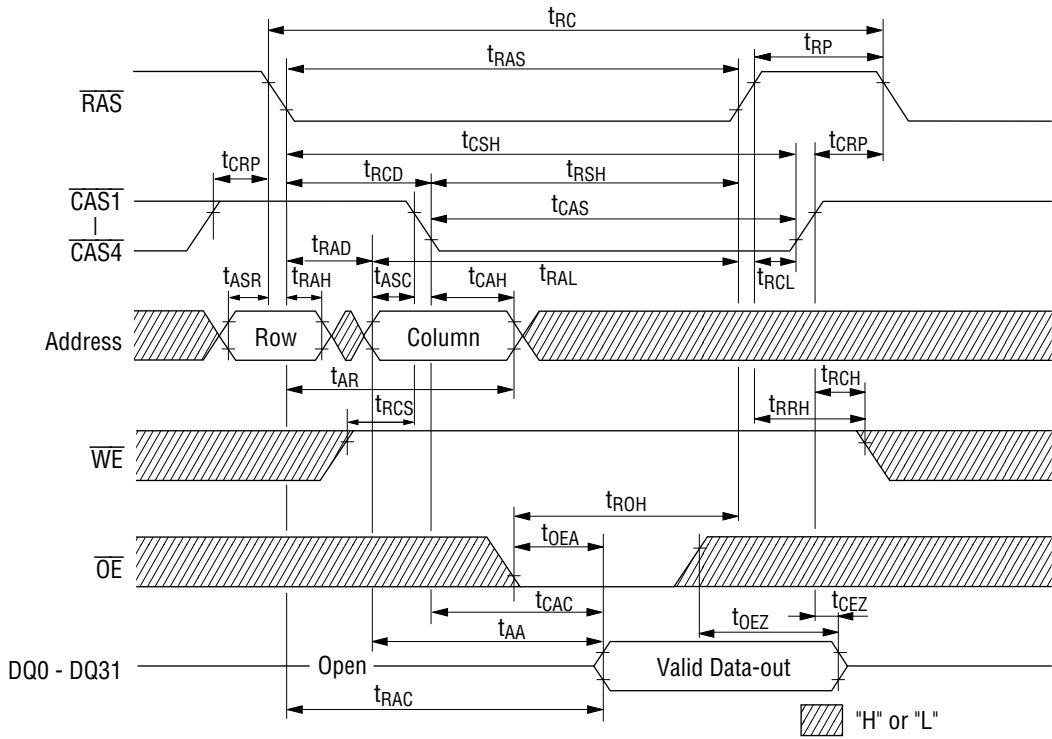 tRC
tRP
tRAS
RAS
tCSH
tCRP
tCRP
tRCD
tRSH
CAS1
tCAS
CAS4
tRAD
tRAL
tRCL
tASR
tRAH
tASC
tCAH
Address
Row
Column
tAR
tRCH
tRCS
tRRH
WE
tROH
tOEA
OE
tCAC
tCEZ
tOEZ
tAA
DQ0 - DQ31
Open
Valid Data-out
tRAC
"H" or "L"